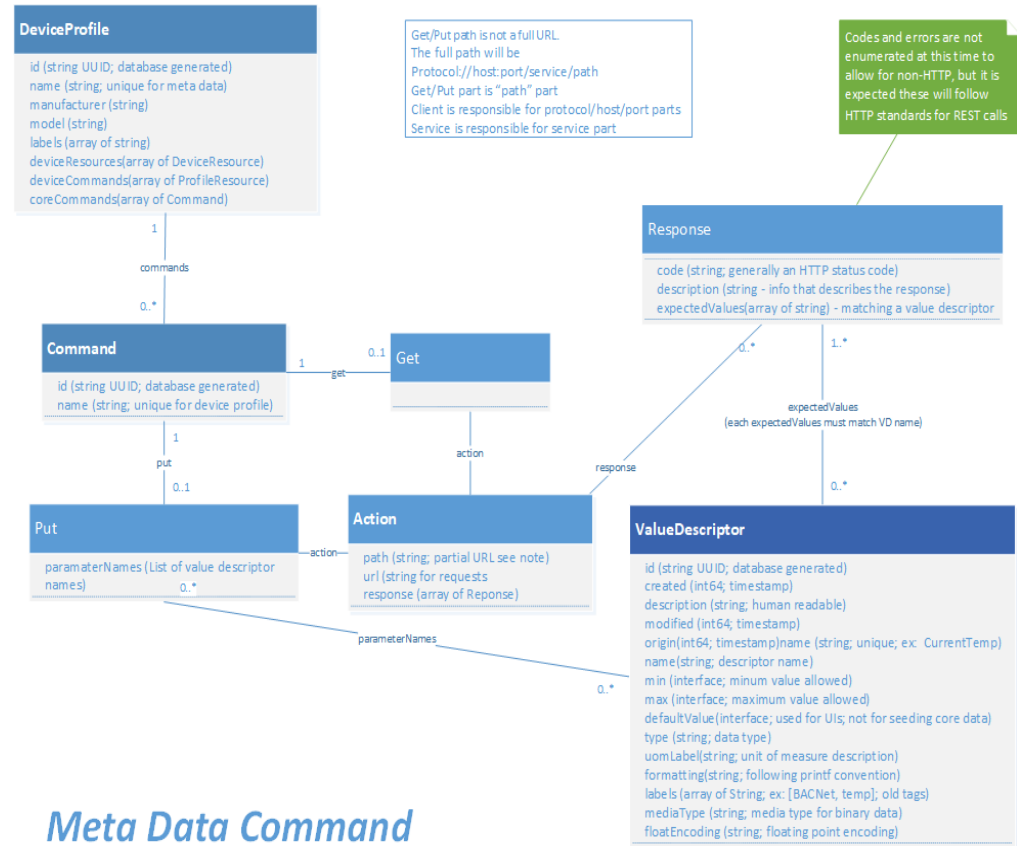 DeviceProfile
id (string UUID; database generated)
name (string; unique for meta data)
manufacturer (string)
model (string)
labels (array of string)
deviceResources(array of DeviceResource)
deviceCommands(array of ProfileResource)
coreCommands(array of Command)
Get/Put path is not a full URL.
The full path will be
Protocol://host:port/service/path
Get/Put part is "path" part
Client is responsible for protocol/host/port parts
Service is responsible for service part
Codes and errors are not
enumerated at this time to
allow for non-HTTP, but it is
expected these will follow
HTTP standards for REST calls
1
commands
0..*
Response
code (string; generally an HTTP status code)
description (string - info that describes the response)
expectedValues(array of string) - matching a value descriptor
Command
id (string UUID; database generated)
name (string; unique for device profile)
1
get
0..1
Get
0..*
1..*
expectedValues
(each expectedValues must match VD name)
0..*
1
put
0..1
action
response
Put
paramaterNames (List of value descriptor
names)
0..*
action
Action
path (string; partial URL see note)
url (string for requests
response (array of Reponse)
parameterNames
0..*
ValueDescriptor
id (string UUID; database generated)
created (int64; timestamp)
description (string; human readable)
modified (int64; timestamp)
origin(int64; timestamp)name (string; unique; ex: CurrentTemp)
name(string; descriptor name)
min (interface; minum value allowed)
max (interface; maximum value allowed)
defaultValue(interface; used for UIs; not for seeding core data)
type (string; data type)
uomLabel(string; unit of measure description)
formatting(string; following printf convention)
labels (array of String; ex: [BACNet, temp]; old tags)
mediaType (string; media type for binary data)
floatEncoding (string; floating point encoding)
Meta Data Command